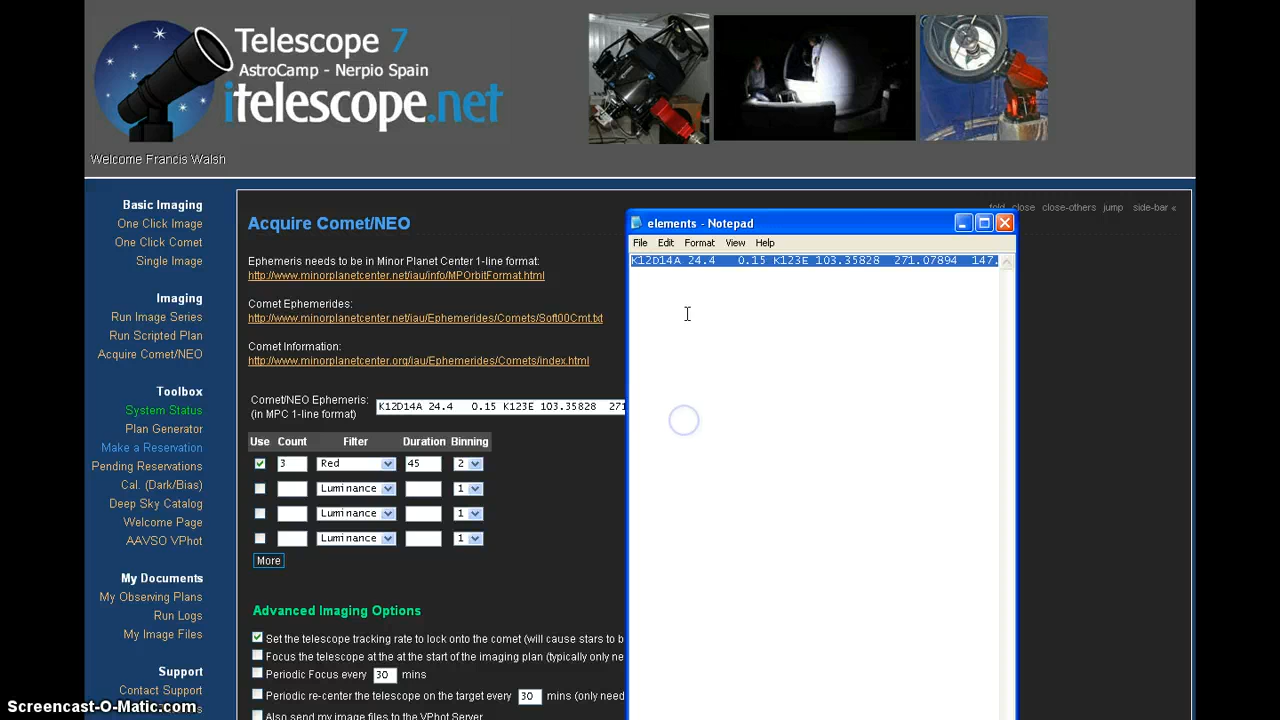 Telescope 7
AstroCamp - Nerpio Spain
itelescope.net
Welcome Francis Walsh
Basic Imaging
One Click Image
One Click Comet
Single Image
Imaging
Run Image Series
Run Scripted Plan
Acquire Comet/NEO
Toolbox
System Status
Plan Generator
Make a Reservation
Pending Reservations
Cal. (Dark/Bias)
Deep Sky Catalog
Welcome Page
AAVSO VPhot
My Documents
My Observing Plans
Run Logs
My Image Files
Support
Contact Support
fold close close-others jump side-bar «
Acquire Comet/NEO
Ephemeris needs to be in Minor Planet Center 1-line format:
http://www.minorplanetcenter.net/iau/info/MPOrbitFormat.html
Comet Ephemerides:
http://www.minorplanetcenter.net/iau/Ephemerides/Comets/Soft00Cmt.txt
Comet Information:
http://www.minorplanetcenter.org/iau/Ephemerides/Comets/index.html
Comet/NEO Ephemeris: K12D14A 24.4 0.15 K123E 103.35828 271
(in MPC 1-line format)
Use Count Filter Duration Binning
3 Red 45 2
Luminance 1
Luminance 1
Luminance 1
More
Advanced Imaging Options
Set the telescope tracking rate to lock onto the comet (will cause stars to b
Focus the telescope at the at the start of the imaging plan (typically only ne
Periodic Focus every 30 mins
Periodic re-center the telescope on the target every 30 mins (only need
Also send my image files to the VPhot Server
elements - Notepad
File Edit Format View Help
K12D14A 24.4 0.15 K123E 103.35828 271.07894 147.
Screencast-O-Matic.com